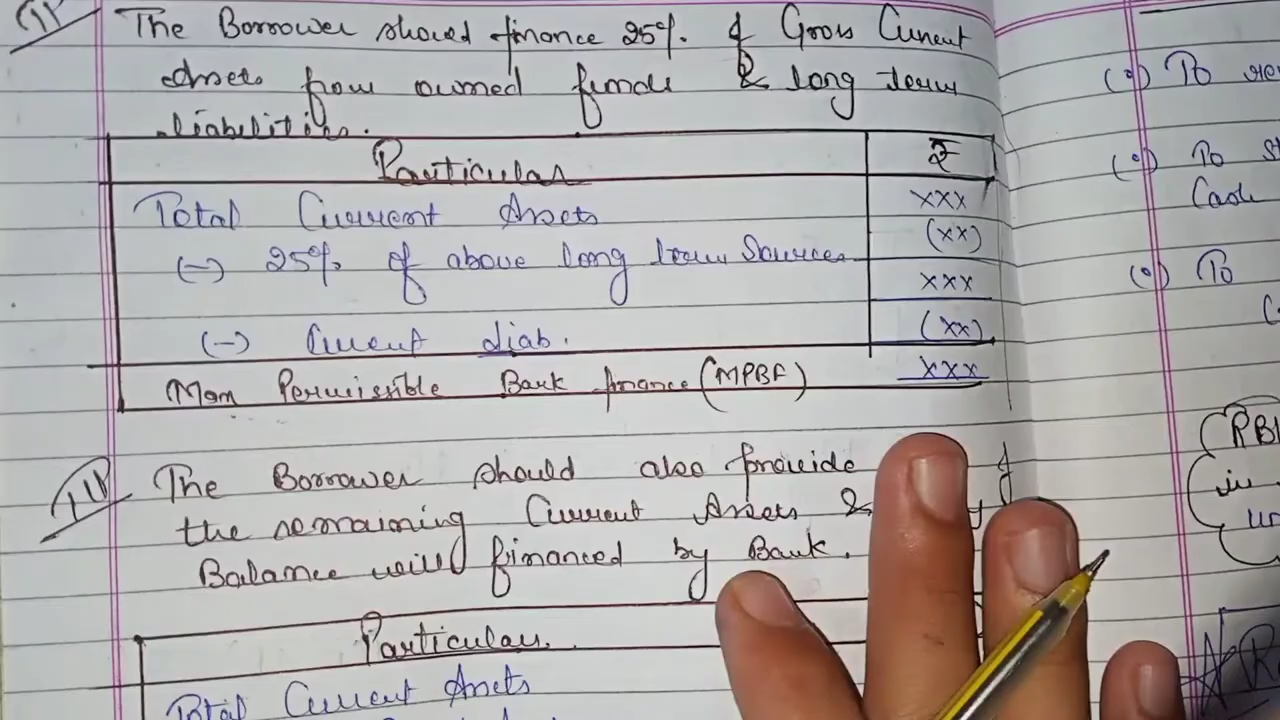 II
The Borrower should finance 25% of Gross Current
Assets from owned funds & long term
liabilities.
Particulars ₹
Total Current Assets xxx
(-) 25% of above long term Sources (xx)
xxx
(-) Current Liab. (xx)
Max Permissible Bank finance (MPBF) xxx
III
The Borrower should also provide of
the remaining Current Assets &
Balance will financed by Bank.
Particulars.
Total Current Assets
(o) To
(o) To
Cash
(o) To
RBI
in